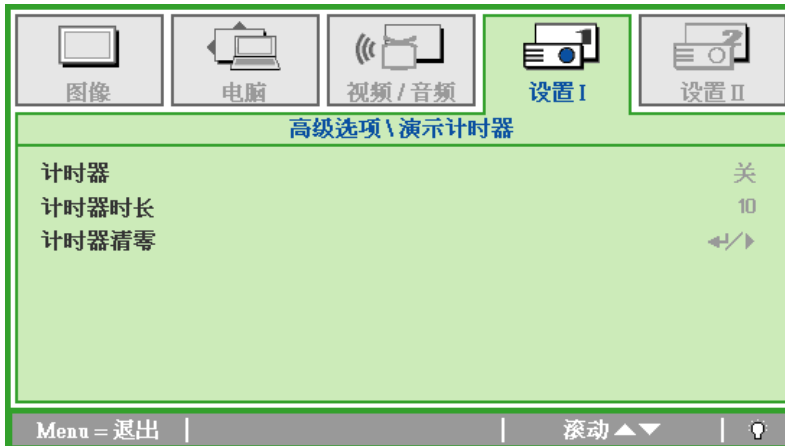 图像 电脑 视频 / 音频 设置 I 设置 II
高级选项 \ 演示计时器
计时器 关
计时器时长 10
计时器清零
Menu = 退出 滚动